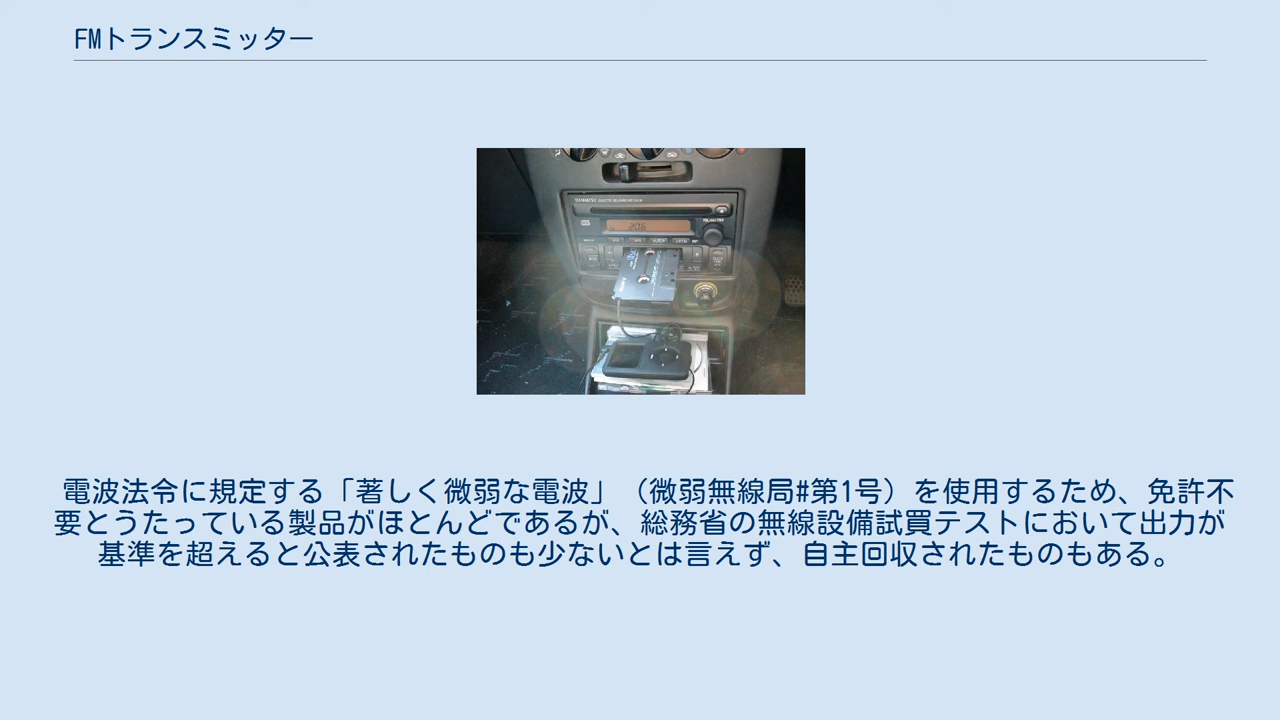 FMトランスミッター
206
電波法令に規定する「著しく微弱な電波」（微弱無線局#第1号）を使用するため、免許不
要とうたっている製品がほとんどであるが、総務省の無線設備試買テストにおいて出力が
基準を超えると公表されたものも少ないとは言えず、自主回収されたものもある。